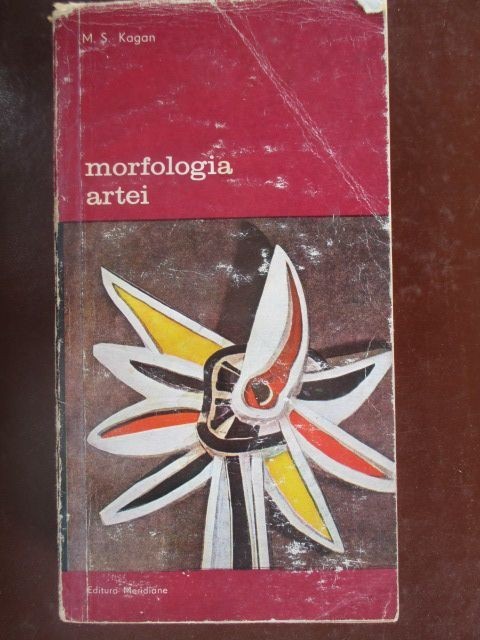 M. S. Kagan
morfologia
artei
Editura Meridiane